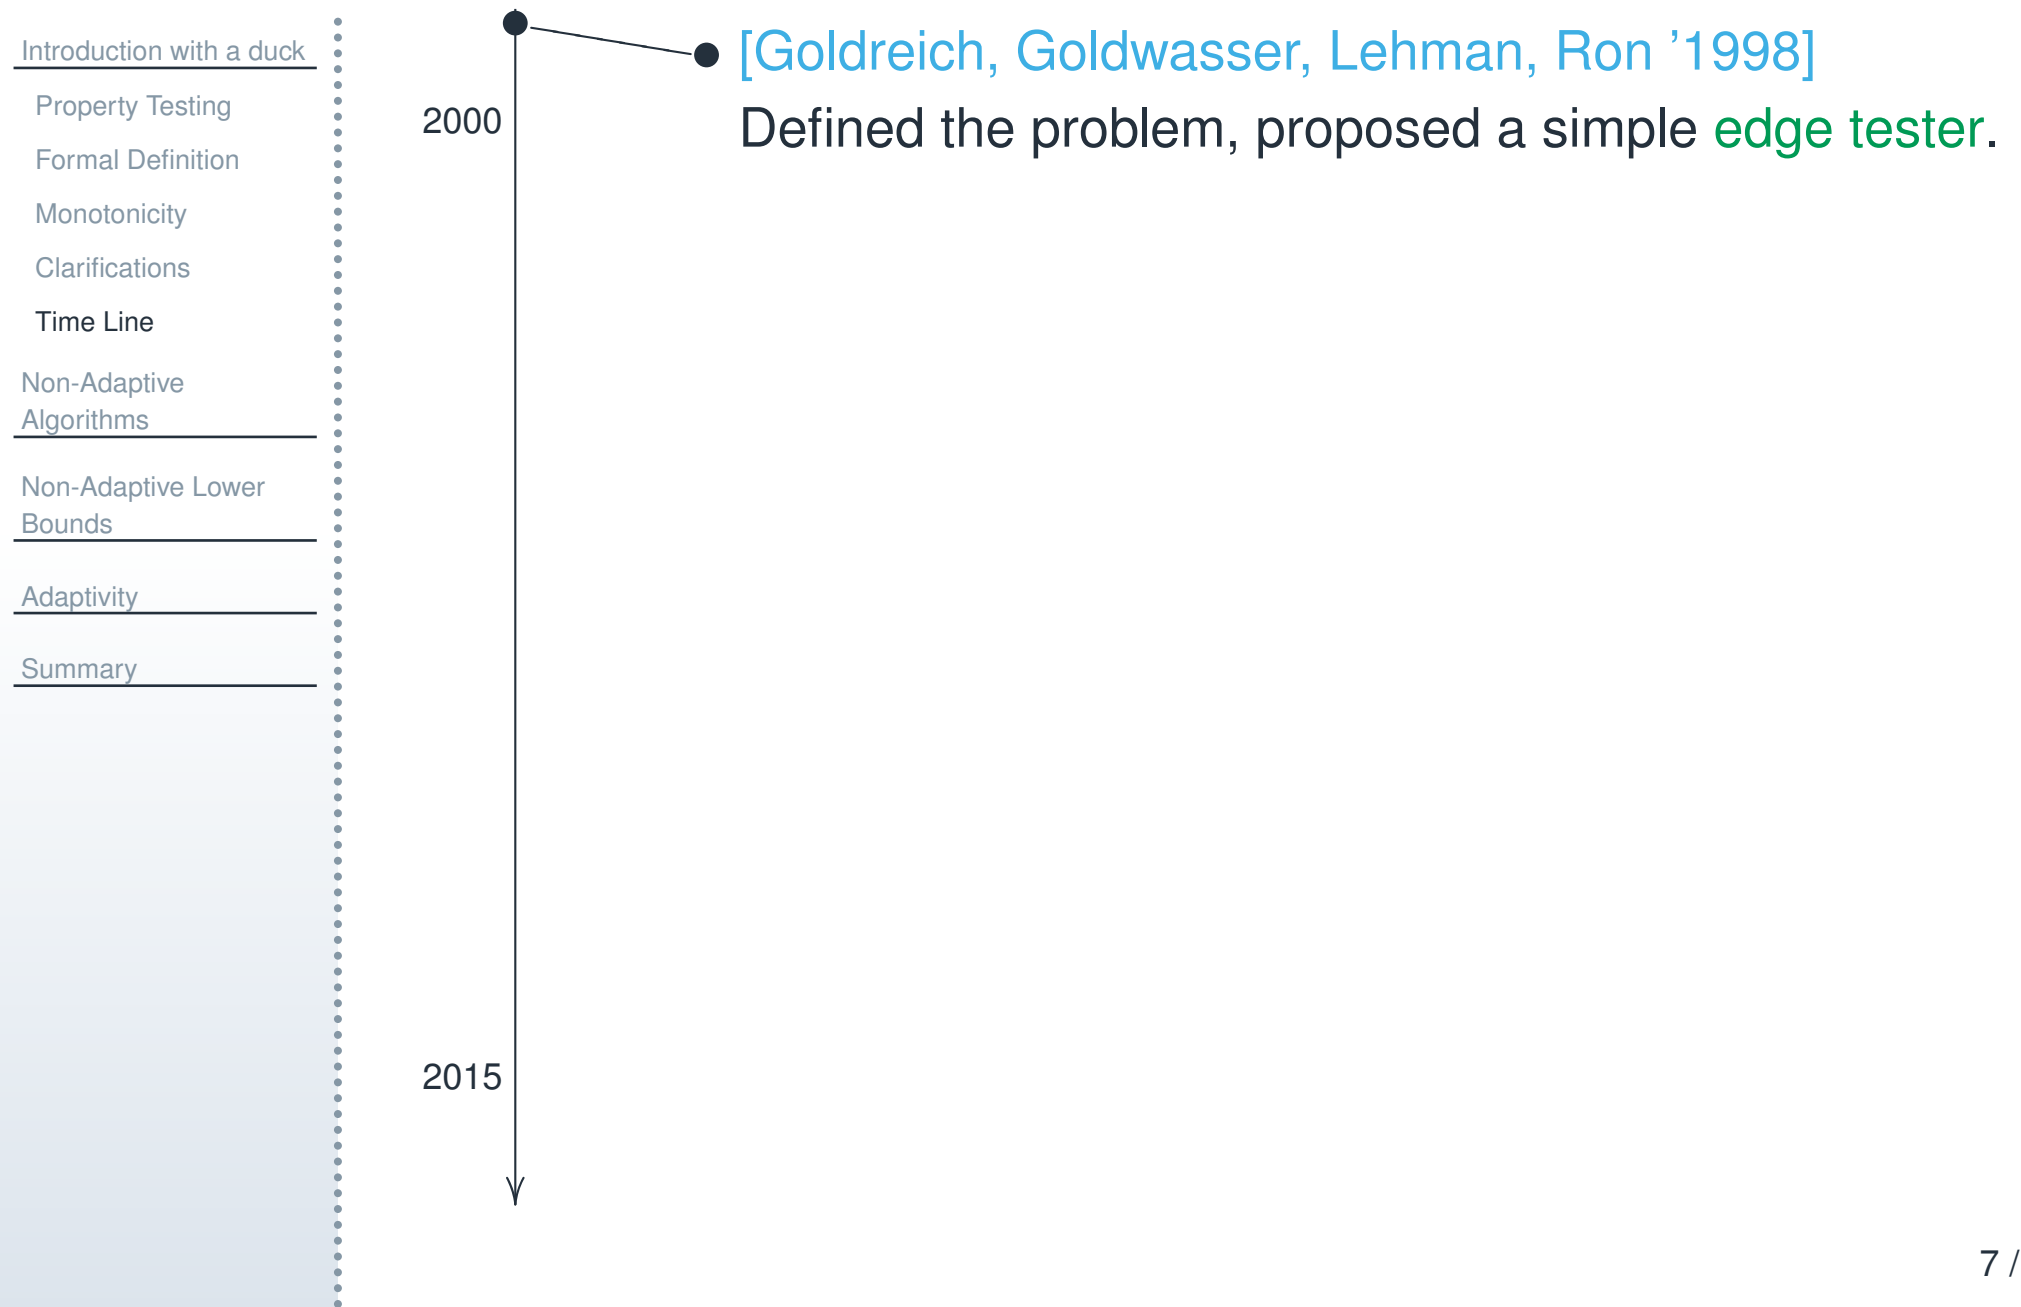 Introduction with a duck
Property Testing
Formal Definition
Monotonicity
Clarifications
Time Line
Non-Adaptive
Algorithms
Non-Adaptive Lower
Bounds
Adaptivity
Summary
[Goldreich, Goldwasser, Lehman, Ron ’1998]
2000
Defined the problem, proposed a simple edge tester.
2015
7 /